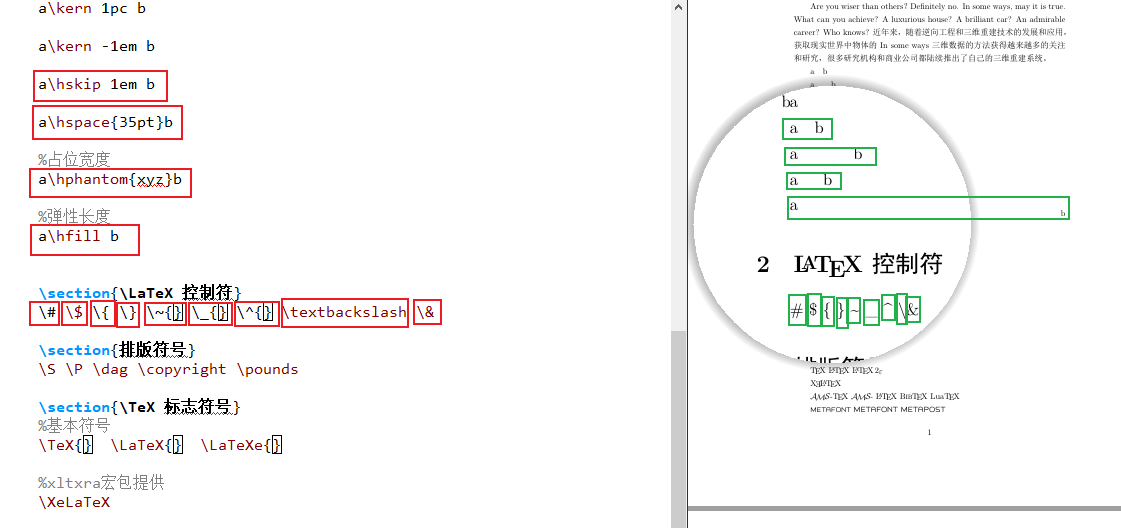 a\kern 1pc b
a\kern -1em b
a\hskip 1em b
a\hspace{35pt}b
%占位宽度
a\hphantom{xyz}b
%弹性长度
a\hfill b
\section{\LaTeX 控制符}
\# \$ \{ \} \~{} \_{} \^{} \textbackslash \&
\section{排版符号}
\S \P \dag \copyright \pounds
\section{\TeX 标志符号}
%基本符号
\TeX{} \LaTeX{} \LaTeXe{}
%xltxra宏包提供
\XeLaTeX
Are you wiser than others? Definitely no. In some ways, may it is true.
What can you achieve? A luxurious house? A brilliant car? An admirable
career? Who knows? 近年来，随着逆向工程和三维重建技术的发展和应用，
获取现实世界中物体的 In some ways 三维数据的方法获得越来越多的关注
和研究，很多研究机构和商业公司都陆续推出了自己的三维重建系统。
a b
a b
ba
a b
a b
a b
a b
2 LATEX 控制符
# $ { } ~ _ ^ \ &
TEX LATEX LATEX 2ε
XƎLATEX
AMS-TEX AMS-LATEX BIBTEX LuaTEX
METAFONT METAFONT METAPOST
1